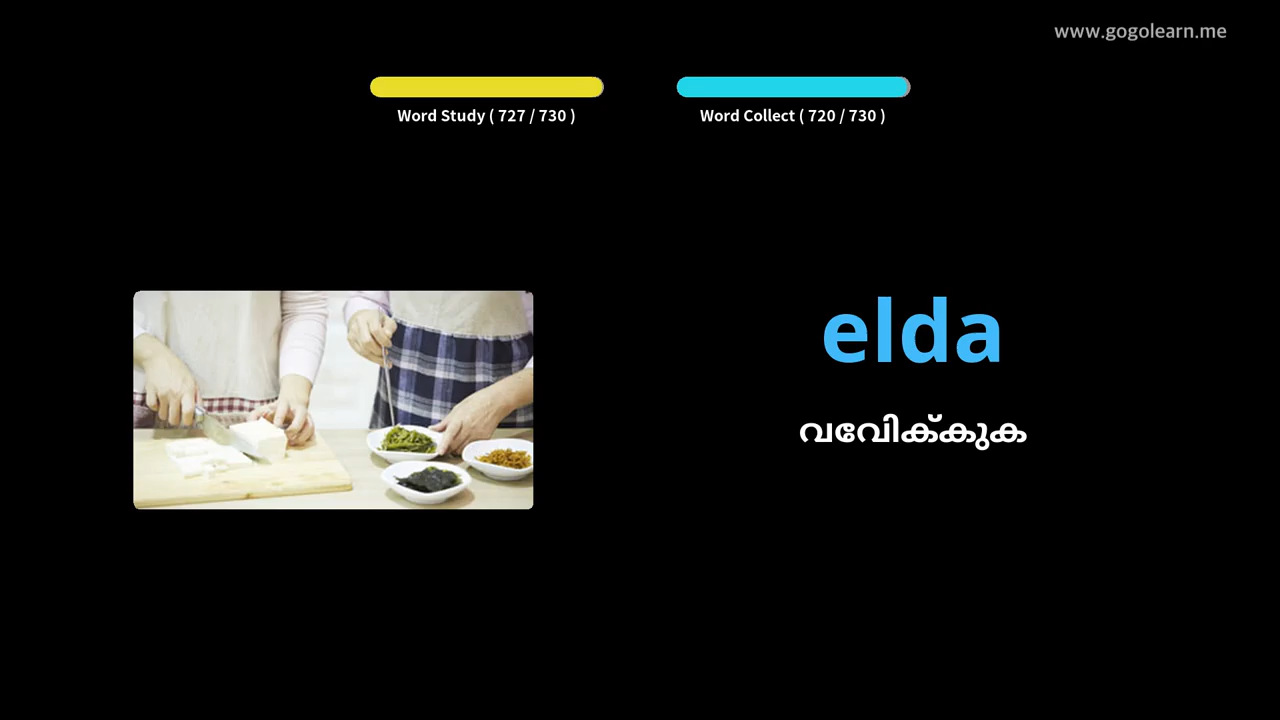 www.gogolearn.me
Word Study ( 727 / 730 )
Word Collect ( 720 / 730 )
elda
വവേിക്കുക